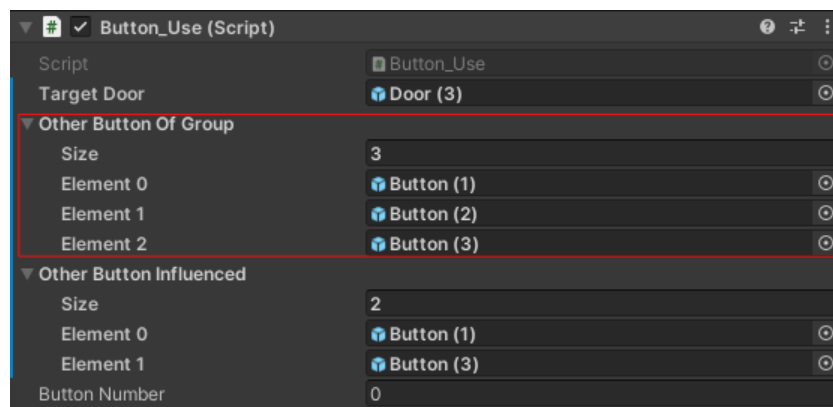 Button_Use (Script)
Script Button_Use
Target Door Door (3)
Other Button Of Group
Size 3
Element 0 Button (1)
Element 1 Button (2)
Element 2 Button (3)
Other Button Influenced
Size 2
Element 0 Button (1)
Element 1 Button (3)
Button Number 0